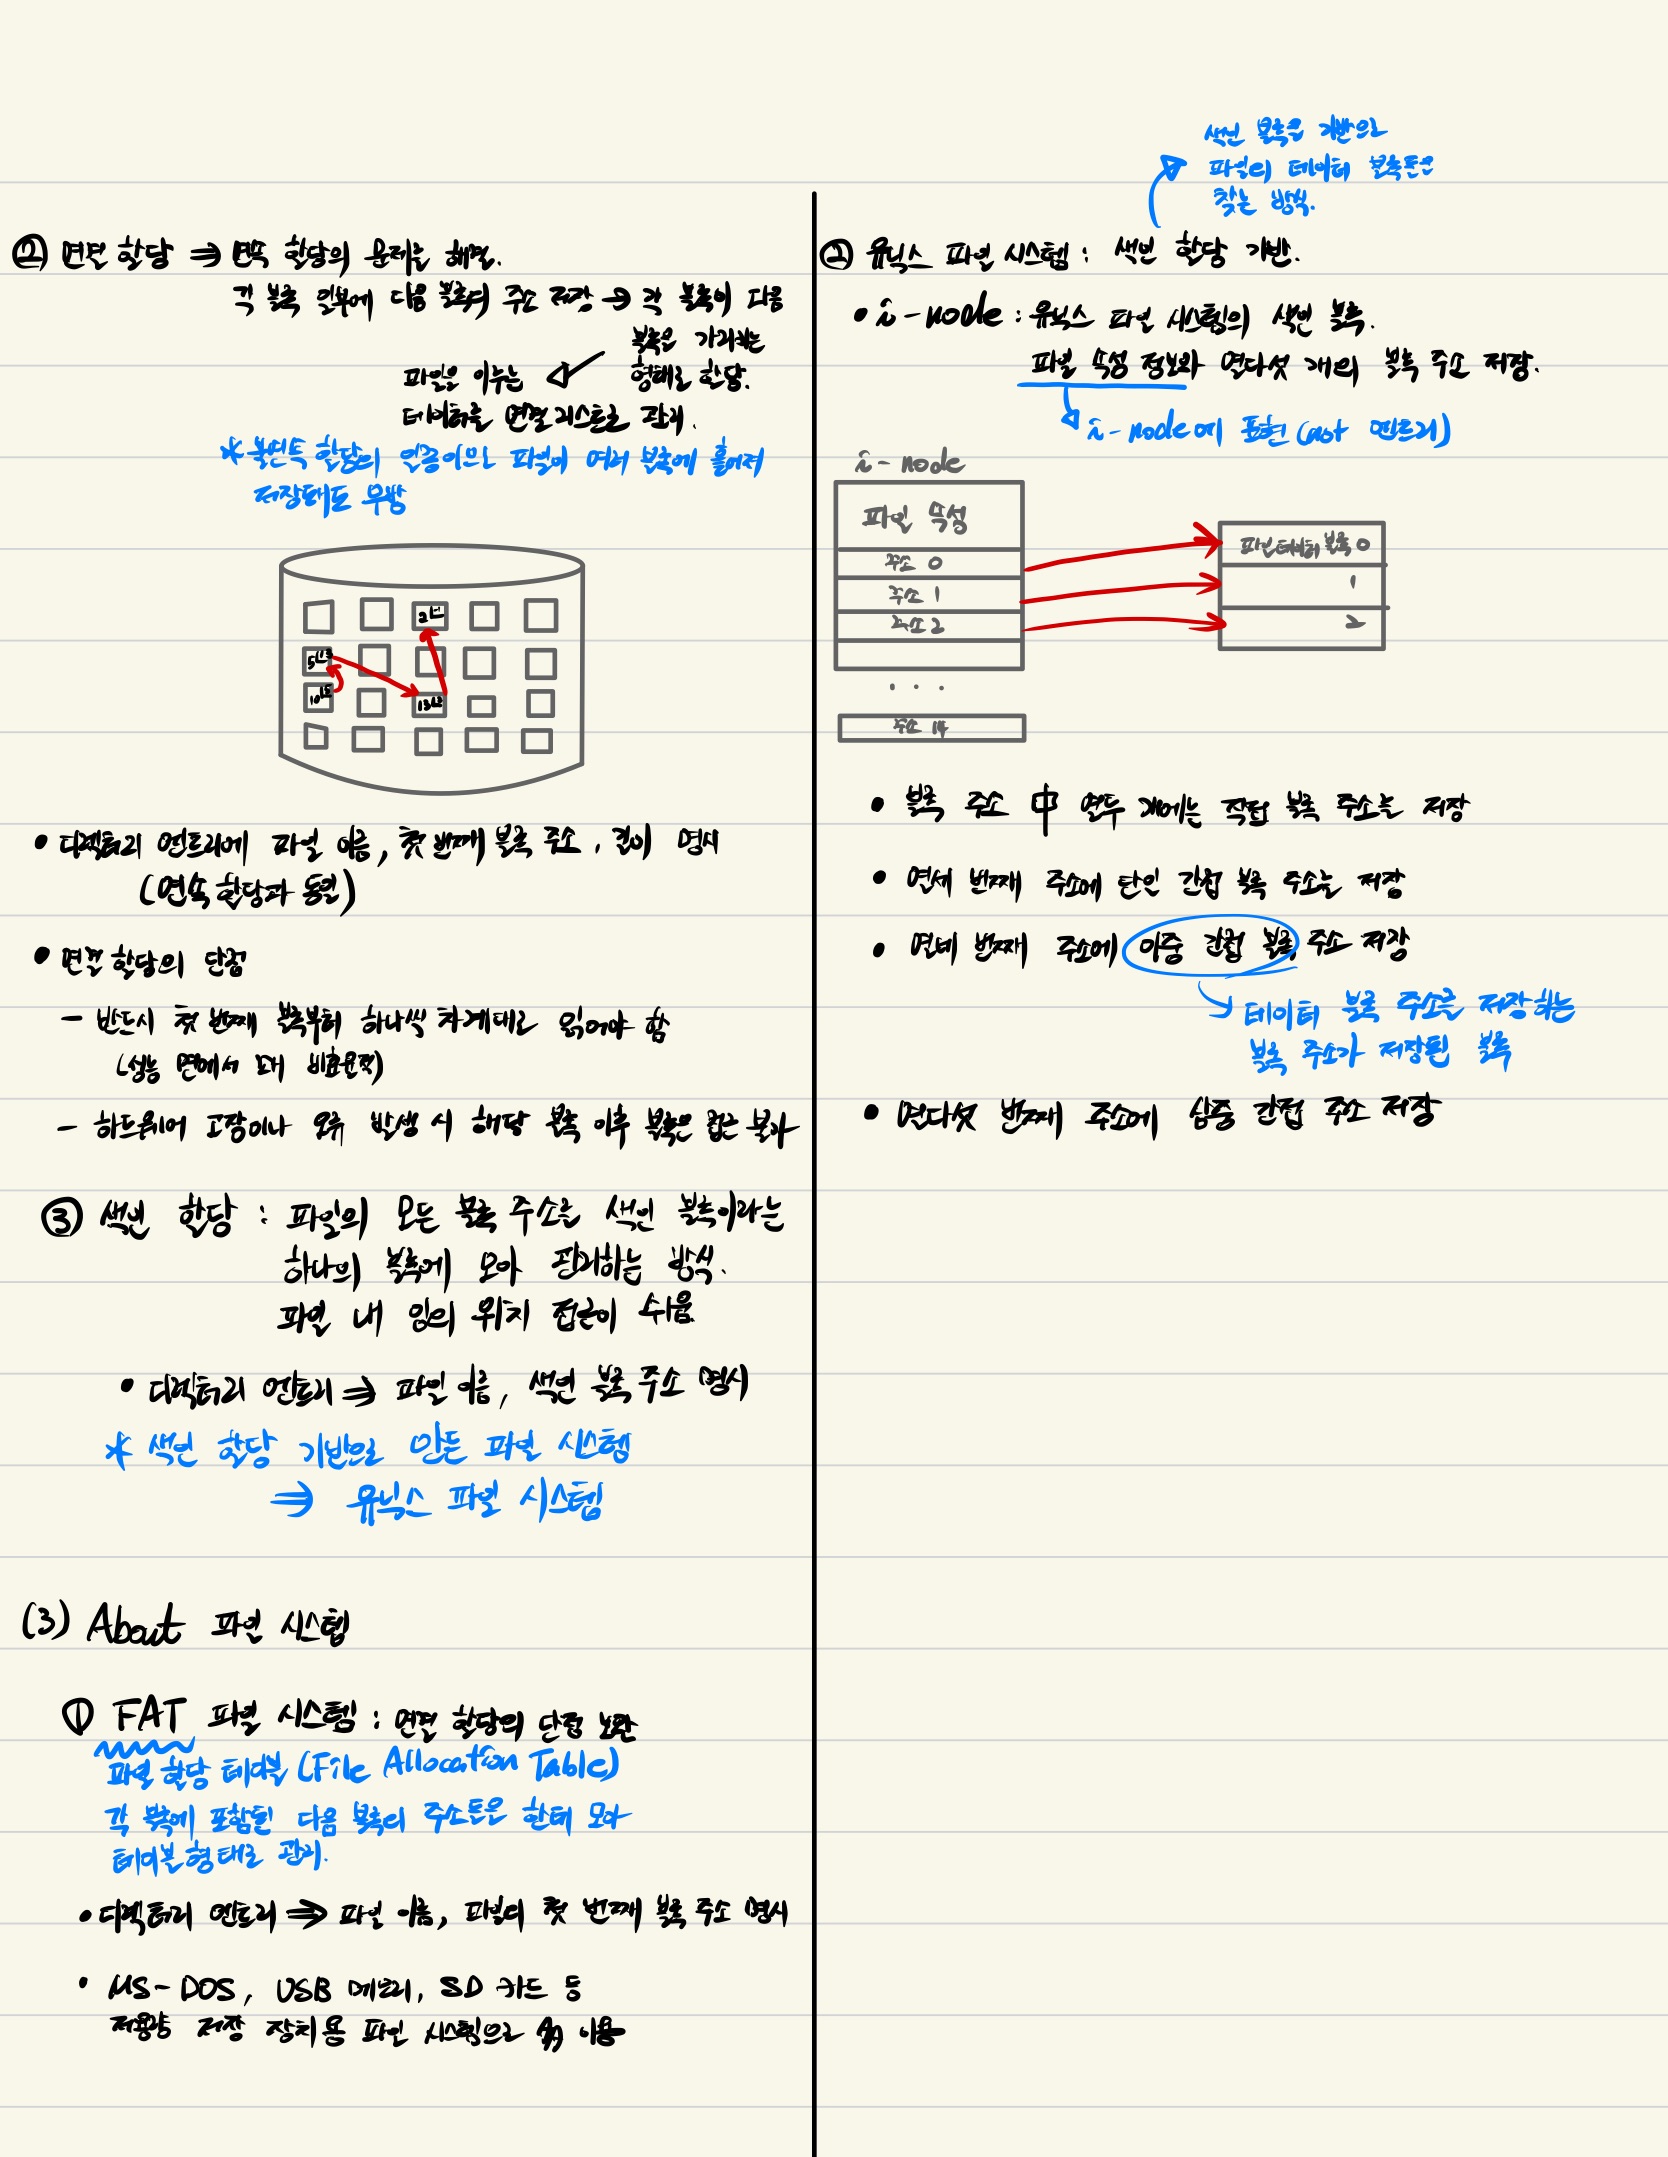 ② 연결 할당 ⇒ 연속 할당의 문제를 해결.
각 블록 일부에 다음 블록의 주소 저장 → 각 블록이 다음
블록을 가리키는
형태로 할당.
파일을 이루는
데이터를 연결 리스트로 관리.
* 불연속 할당의 일종이므로 파일이 여러 블록에 흩어져
저장돼도 무방
• 디렉터리 엔트리에 파일 이름, 첫 번째 블록 주소, 길이 명시
(연속 할당과 동일)
• 연결 할당의 단점
- 반드시 첫 번째 블록부터 하나씩 차례대로 읽어야 함
(성능 면에서 비효율적)
- 하드웨어 고장이나 오류 발생 시 해당 블록 이후 블록은 접근 불가
③ 색인 할당 : 파일의 모든 블록 주소를 색인 블록이라는
하나의 블록에 모아 관리하는 방식.
파일 내 임의 위치 접근이 쉬움
• 디렉터리 엔트리 ⇒ 파일 이름, 색인 블록 주소 명시
* 색인 할당 기반으로 만든 파일 시스템
⇒ 유닉스 파일 시스템
(3) About 파일 시스템
① FAT 파일 시스템 : 연결 할당의 단점 보완
파일 할당 테이블 (File Allocation Table)
각 블록에 포함된 다음 블록의 주소들을 한데 모아
테이블 형태로 관리.
• 디렉터리 엔트리 ⇒ 파일 이름, 파일의 첫 번째 블록 주소 명시
• MS-DOS, USB 메모리, SD 카드 등
저용량 저장 장치용 파일 시스템으로 이용
색인 블록을 기반으로
파일의 데이터 블록들을
찾는 방식.
② 유닉스 파일 시스템 : 색인 할당 기반.
• i-node : 유닉스 파일 시스템의 색인 블록.
파일 속성 정보와 열다섯 개의 블록 주소 저장.
i-node에 표현 (not 엔트리)
i-node
파일 속성
주소 0
주소 1
주소 2
. . .
주소 14
파일 데이터 블록 0
1
2
• 블록 주소 中 열두 개에는 직접 블록 주소를 저장
• 열세 번째 주소에 단일 간접 블록 주소를 저장
• 열네 번째 주소에 이중 간접 블록 주소 저장
데이터 블록 주소를 저장하는
블록 주소가 저장된 블록
• 열다섯 번째 주소에 삼중 간접 주소 저장